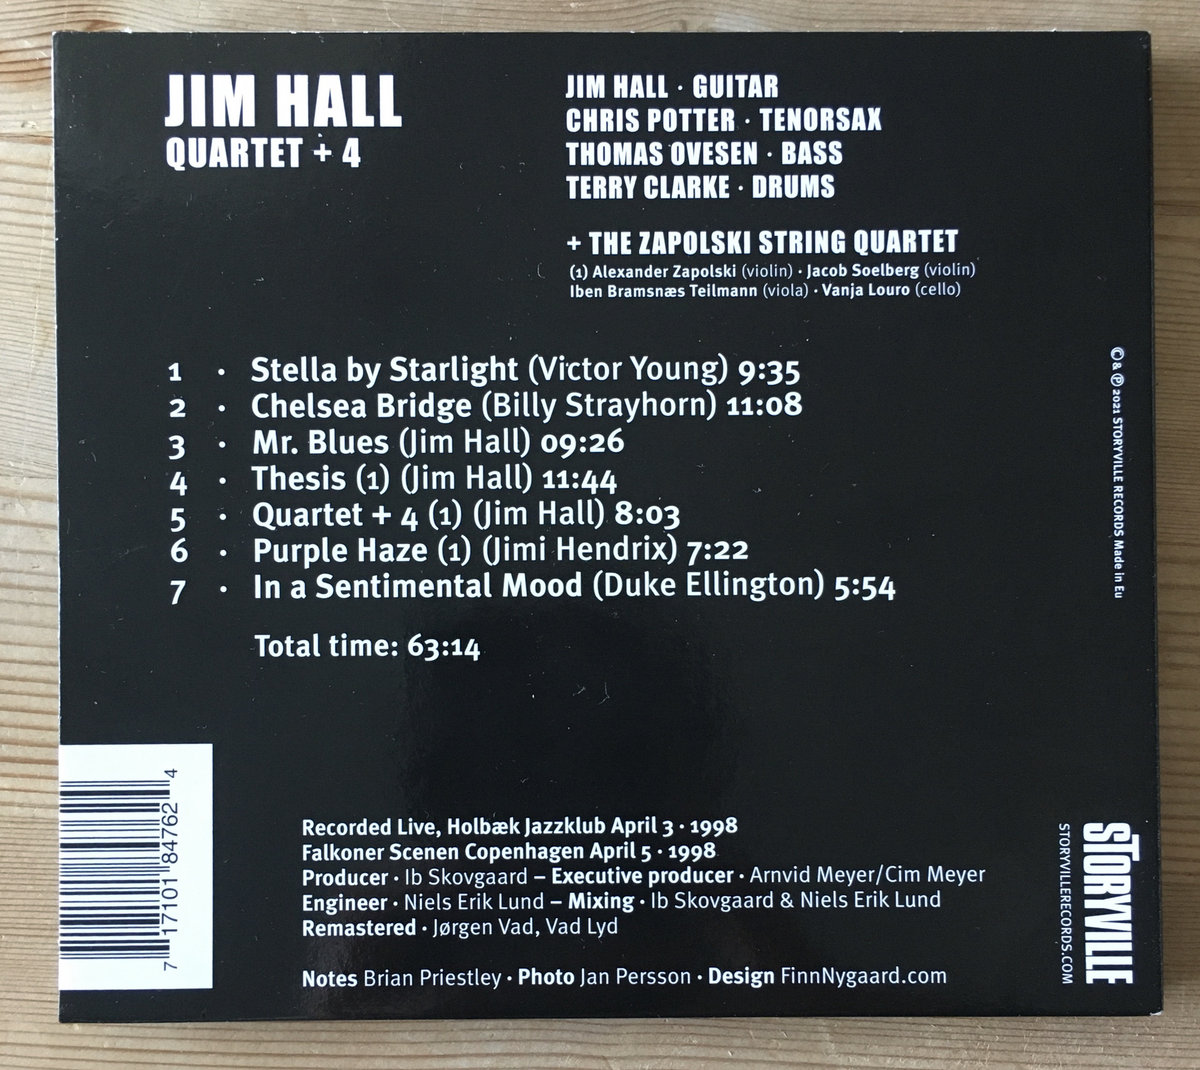 JIM HALL
QUARTET + 4
JIM HALL · GUITAR
CHRIS POTTER · TENORSAX
THOMAS OVESEN · BASS
TERRY CLARKE · DRUMS
+ THE ZAPOLSKI STRING QUARTET
(1) Alexander Zapolski (violin) · Jacob Soelberg (violin)
Iben Bramsnæs Teilmann (viola) · Vanja Louro (cello)
1 · Stella by Starlight (Victor Young) 9:35
2 · Chelsea Bridge (Billy Strayhorn) 11:08
3 · Mr. Blues (Jim Hall) 09:26
4 · Thesis (1) (Jim Hall) 11:44
5 · Quartet + 4 (1) (Jim Hall) 8:03
6 · Purple Haze (1) (Jimi Hendrix) 7:22
7 · In a Sentimental Mood (Duke Ellington) 5:54
Total time: 63:14
© & ℗ 2021 STORYVILLE RECORDS Made in Eu
7 17101 84762 4
Recorded Live, Holbæk Jazzklub April 3 · 1998
Falkoner Scenen Copenhagen April 5 · 1998
Producer · Ib Skovgaard – Executive producer · Arnvid Meyer/Cim Meyer
Engineer · Niels Erik Lund – Mixing · Ib Skovgaard & Niels Erik Lund
Remastered · Jørgen Vad, Vad Lyd
Notes Brian Priestley · Photo Jan Persson · Design FinnNygaard.com
STORYVILLE
STORYVILLERECORDS.COM